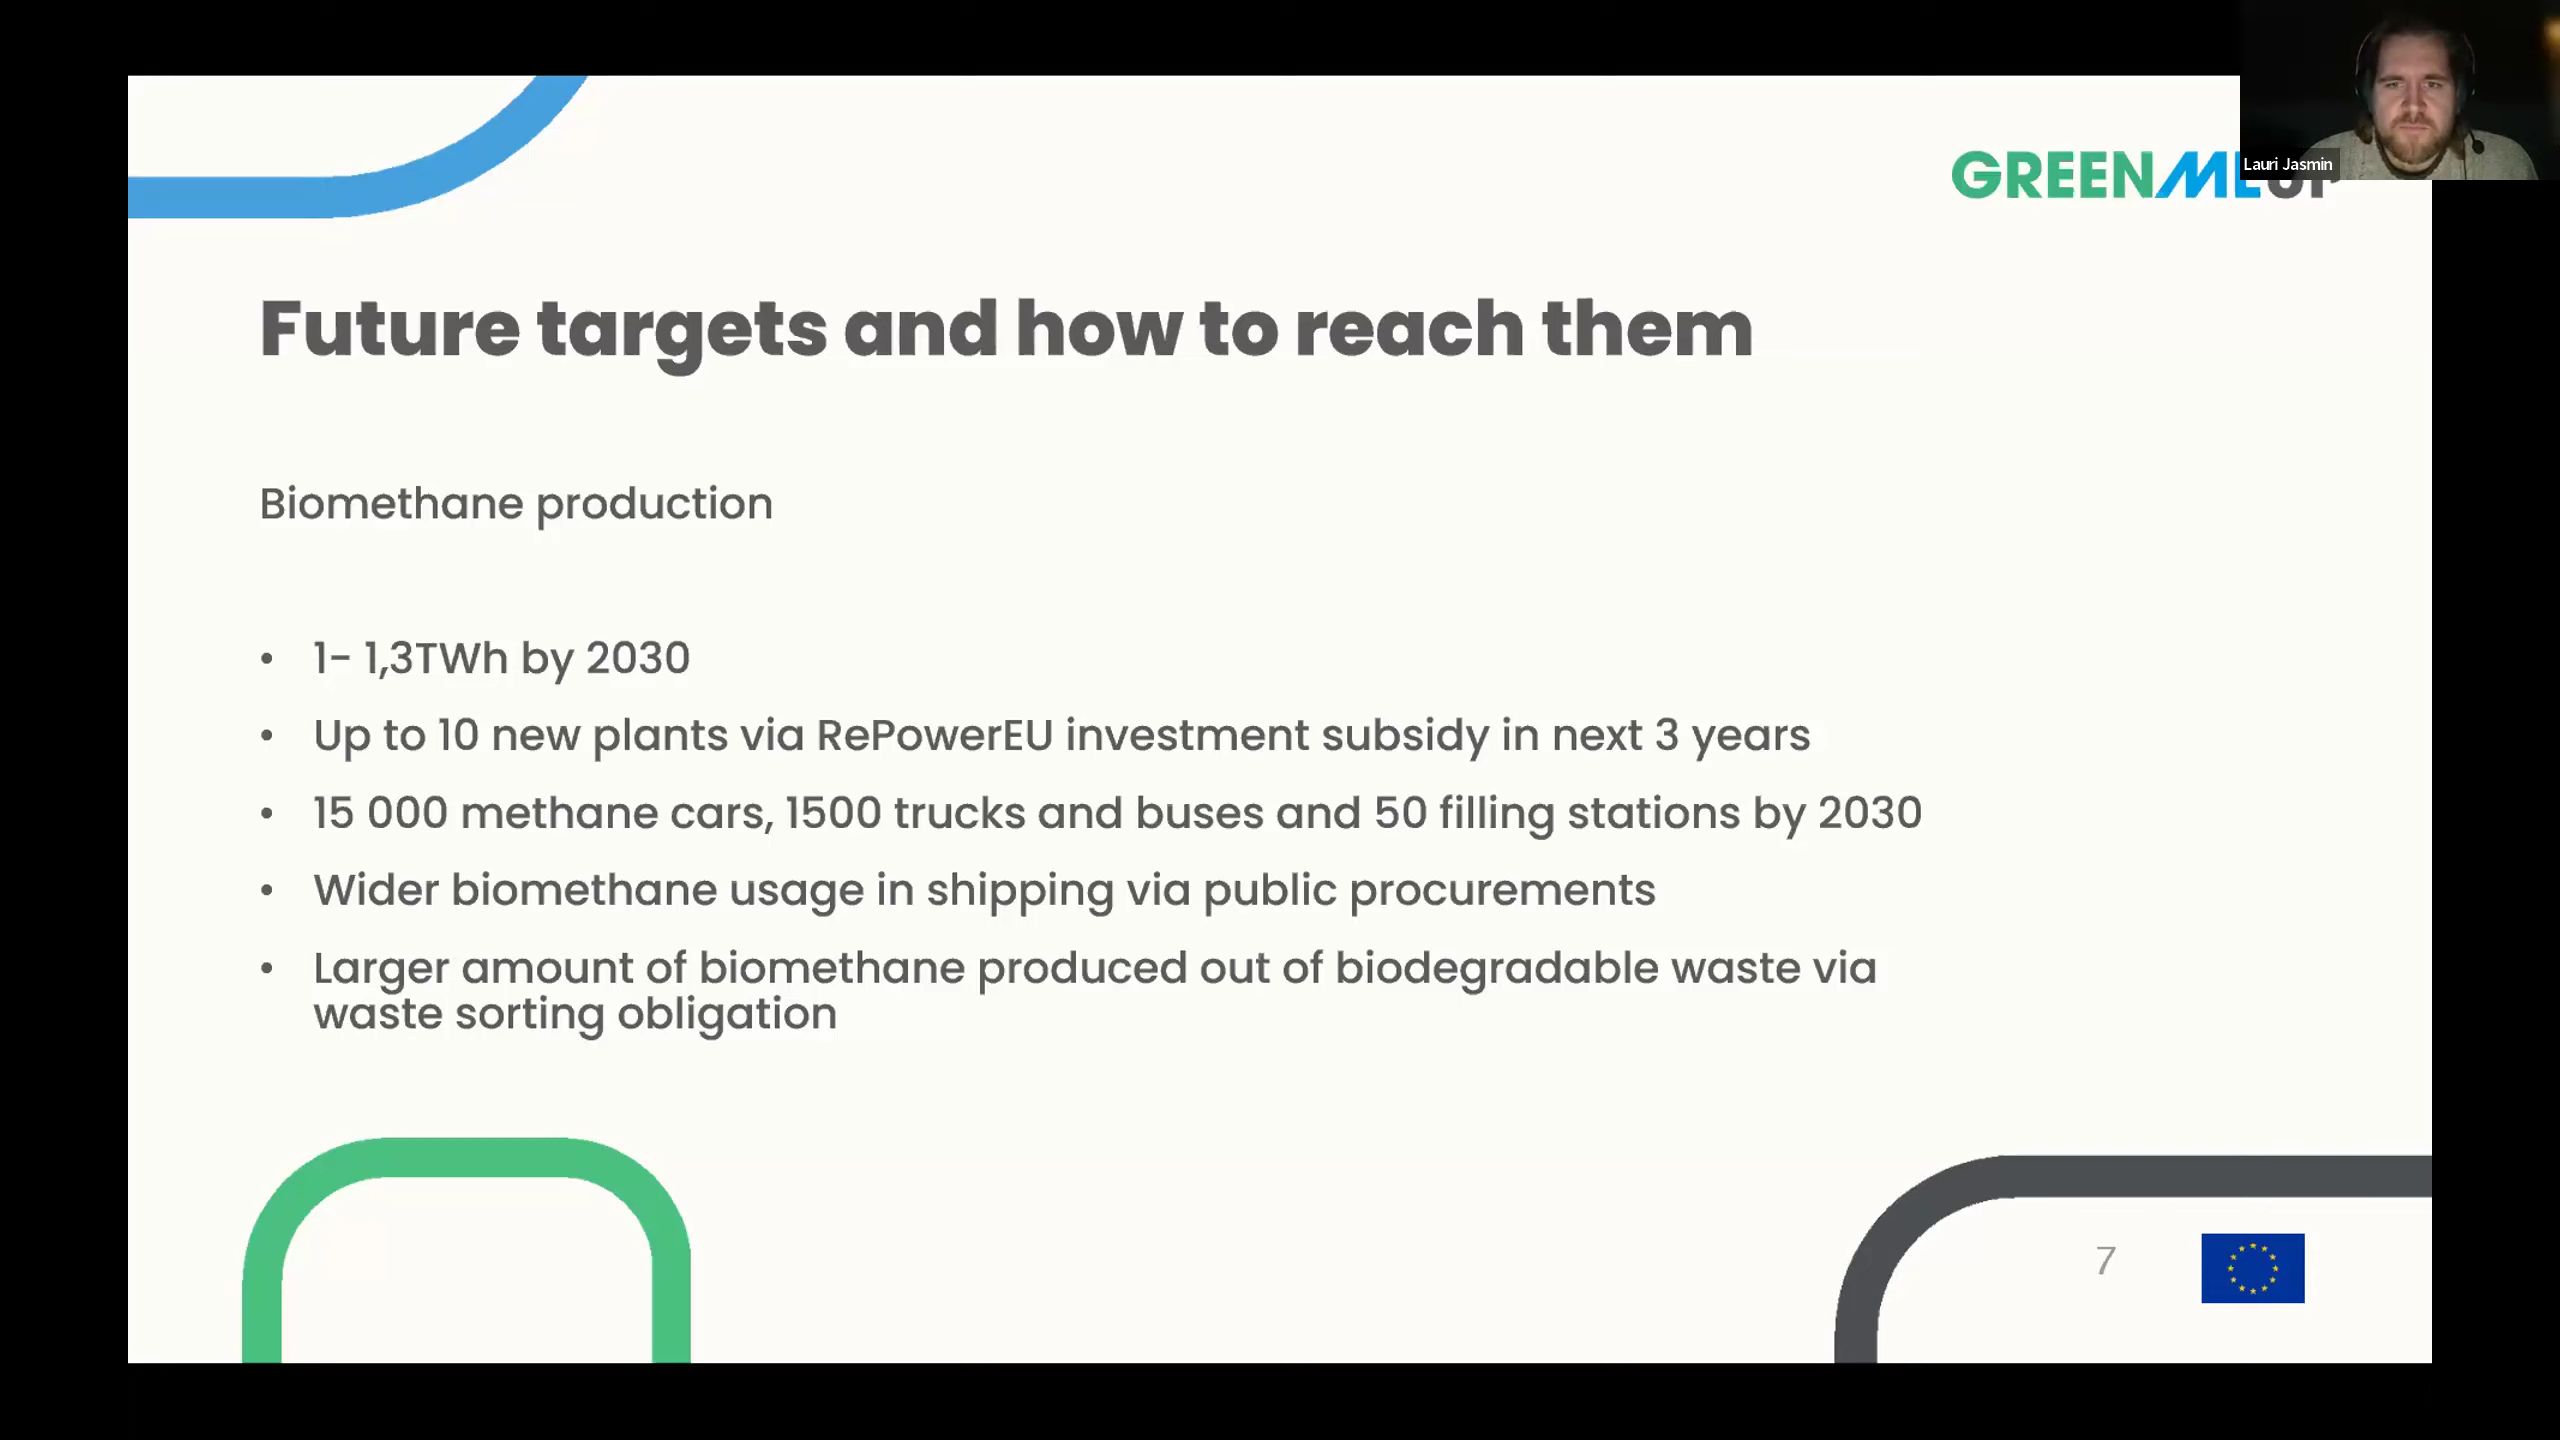 Lauri Jasmin
GREENMEUP
Future targets and how to reach them
Biomethane production
• 1- 1,3TWh by 2030
• Up to 10 new plants via RePowerEU investment subsidy in next 3 years
• 15 000 methane cars, 1500 trucks and buses and 50 filling stations by 2030
• Wider biomethane usage in shipping via public procurements
• Larger amount of biomethane produced out of biodegradable waste via
waste sorting obligation
7